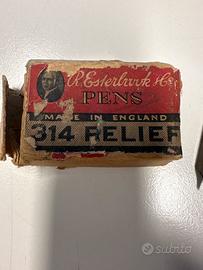 R. Esterbrook & Co.
PENS
MADE IN ENGLAND
314 RELIEF
subito